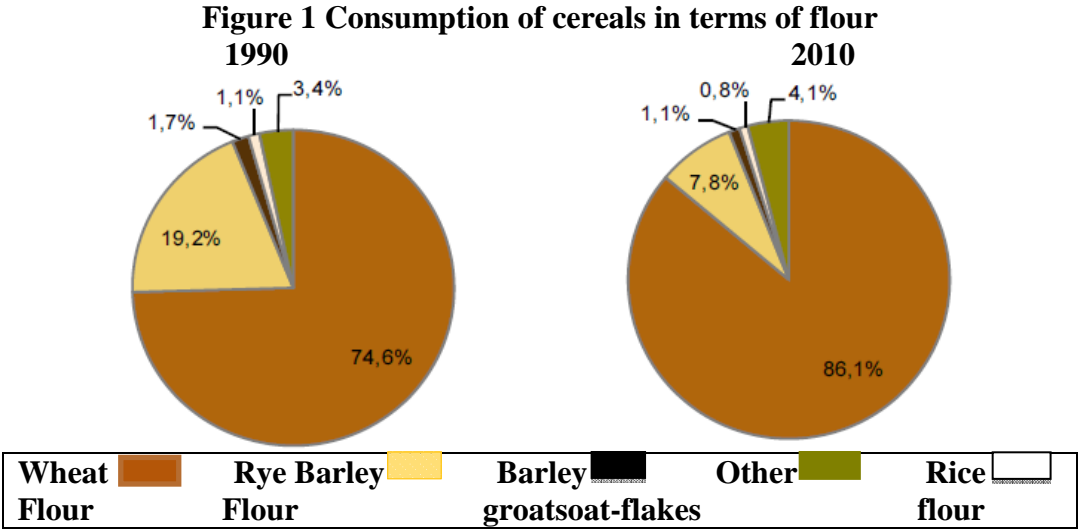 Figure 1 Consumption of cereals in terms of flour
1990 2010
1,7% 1,1% 3,4%
19,2%
74,6%
1,1% 0,8% 4,1%
7,8%
86,1%
Wheat Rye Barley Barley Other Rice
Flour Flour groatsoat-flakes flour